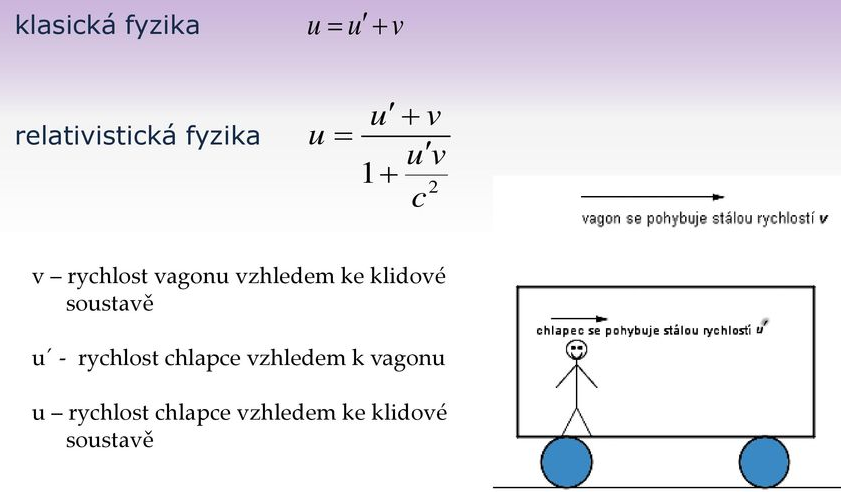 klasická fyzika u = u′ + v
relativistická fyzika u = (u′ + v) / (1 + u′v / c²)
vagon se pohybuje stálou rychlostí v
v – rychlost vagonu vzhledem ke klidové
soustavě
chlapec se pohybuje stálou rychlostí u′
u´ - rychlost chlapce vzhledem k vagonu
u – rychlost chlapce vzhledem ke klidové
soustavě